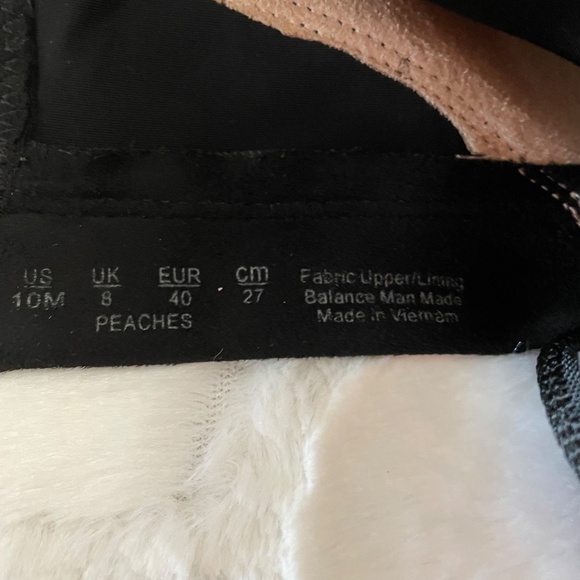 US UK EUR cm Fabric Upper/Lining
10M 8 40 27 Balance Man Made
PEACHES Made in Vietnam